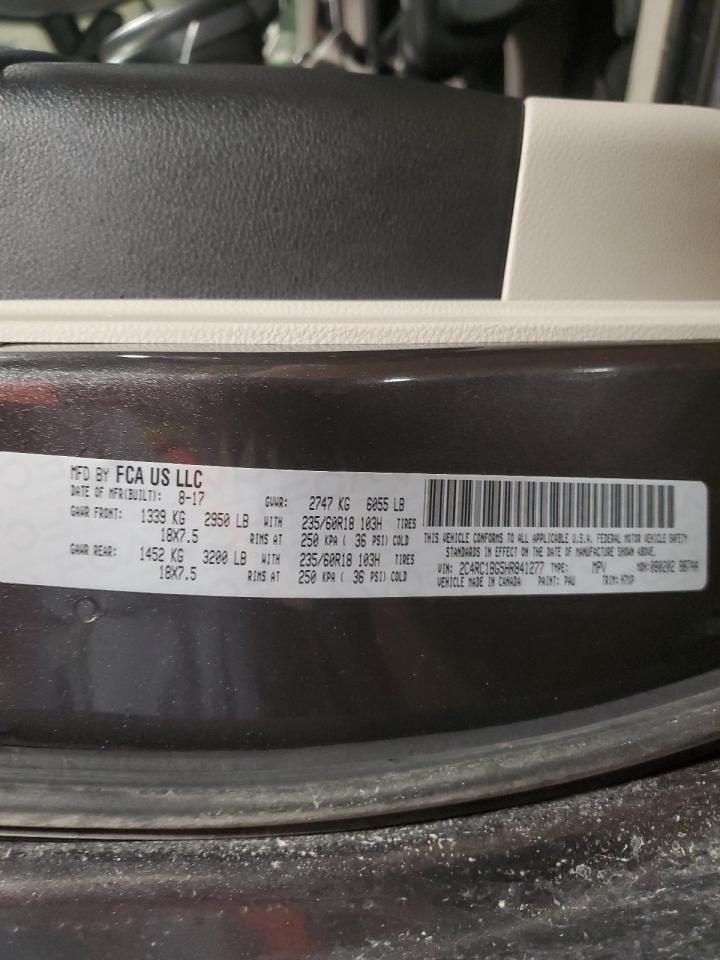 MFD BY FCA US LLC
DATE OF MFR(BUILT): 8-17 GVWR: 2747 KG 6055 LB
GAWR FRONT: 1339 KG 2950 LB WITH 235/60R18 103H TIRES
18X7.5 RIMS AT 250 KPA ( 36 PSI) COLD
GAWR REAR: 1452 KG 3200 LB WITH 235/60R18 103H TIRES
18X7.5 RIMS AT 250 KPA ( 36 PSI) COLD
THIS VEHICLE CONFORMS TO ALL APPLICABLE U.S.A. FEDERAL MOTOR VEHICLE SAFETY
STANDARDS IN EFFECT ON THE DATE OF MANUFACTURE SHOWN ABOVE.
VIN: 2C4RC1BG5HR841277 TYPE: MPV MDH: 080202 887AA
VEHICLE MADE IN CANADA PAINT: PAU TRIM: